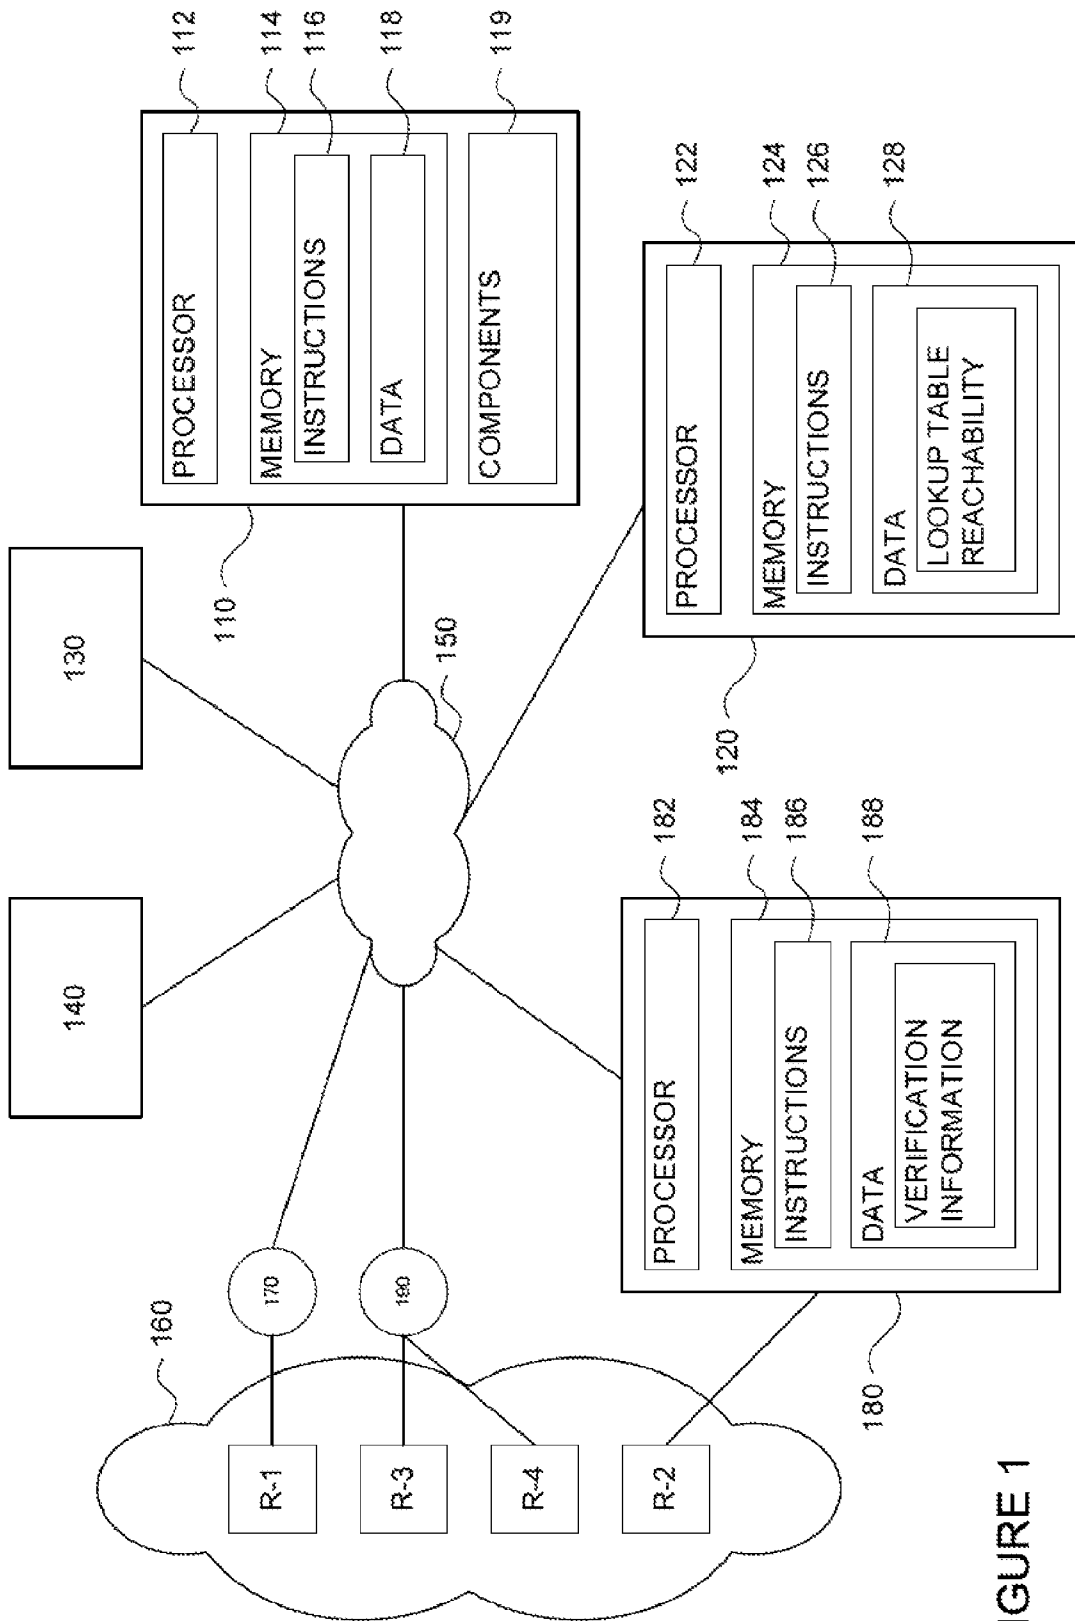 140
130
160
R-1
170
R-3
190
R-4
R-2
150
110
PROCESSOR
112
MEMORY
114
INSTRUCTIONS
116
DATA
118
COMPONENTS
119
180
PROCESSOR
182
MEMORY
184
INSTRUCTIONS
186
DATA
188
VERIFICATION
INFORMATION
120
PROCESSOR
122
MEMORY
124
INSTRUCTIONS
126
DATA
128
LOOKUP TABLE
REACHABILITY
IGURE 1